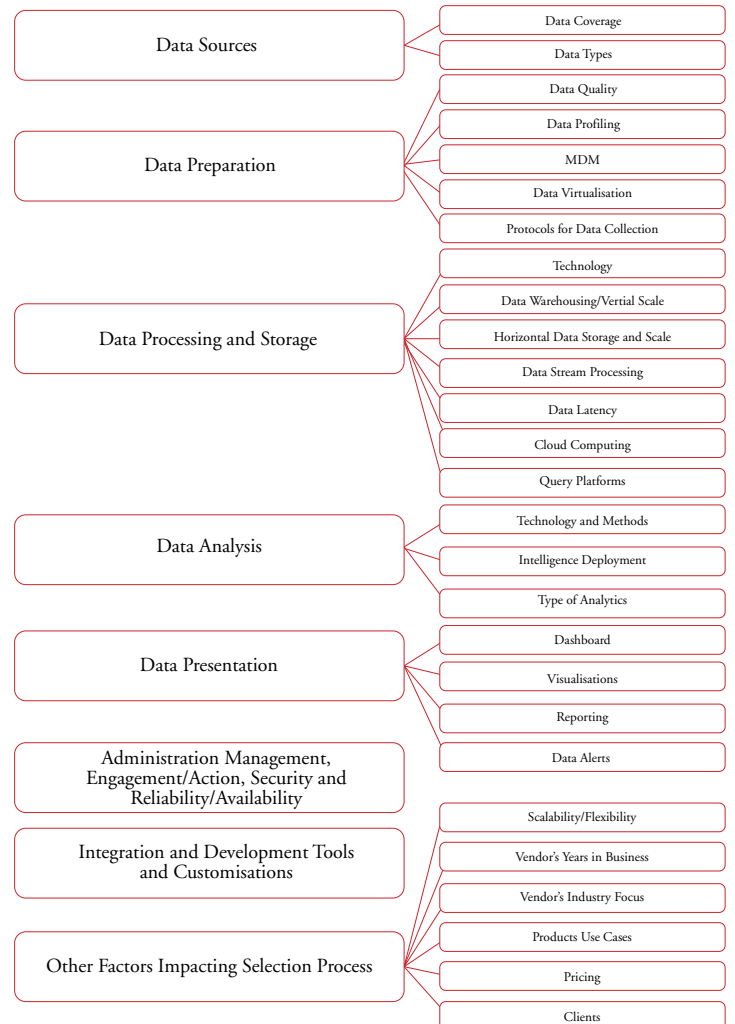 Data Sources
Data Coverage
Data Types
Data Preparation
Data Quality
Data Profiling
MDM
Data Virtualisation
Protocols for Data Collection
Data Processing and Storage
Technology
Data Warehousing/Vertial Scale
Horizontal Data Storage and Scale
Data Stream Processing
Data Latency
Cloud Computing
Query Platforms
Data Analysis
Technology and Methods
Intelligence Deployment
Type of Analytics
Data Presentation
Dashboard
Visualisations
Reporting
Data Alerts
Administration Management,
Engagement/Action, Security and
Reliability/Availability
Integration and Development Tools
and Customisations
Other Factors Impacting Selection Process
Scalability/Flexibility
Vendor's Years in Business
Vendor's Industry Focus
Products Use Cases
Pricing
Clients